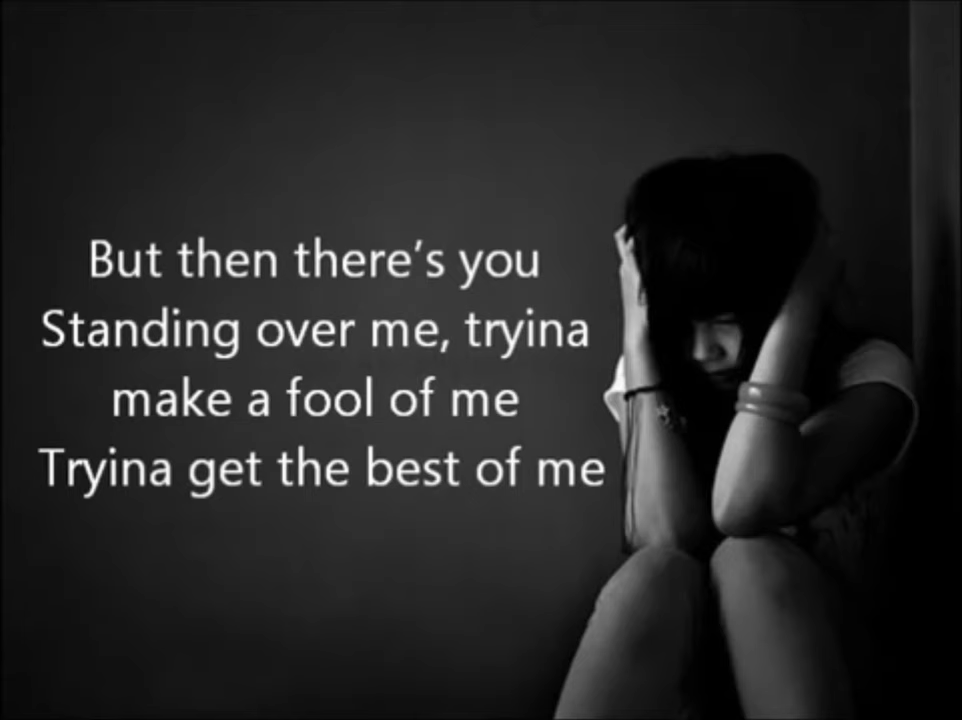 But then there's you
Standing over me, tryina
make a fool of me
Tryina get the best of me